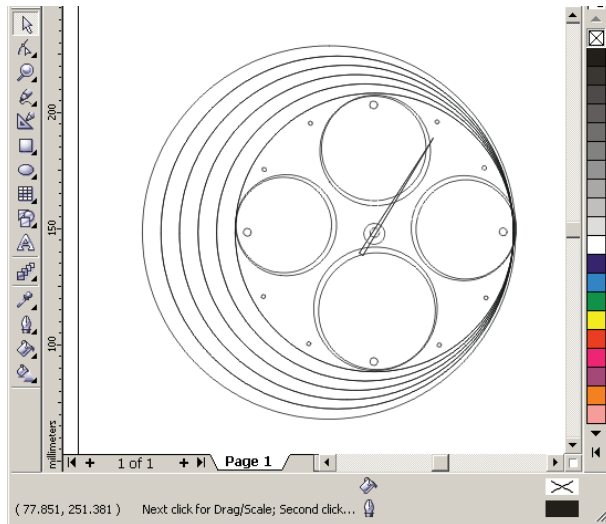 200
150
100
millimeters
1 of 1
Page 1
( 77.851, 251.381 ) Next click for Drag/Scale; Second click...